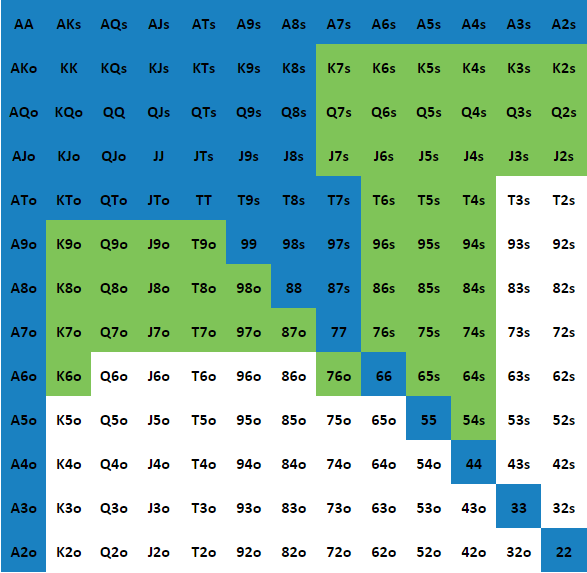 AA AKs AQs AJs ATs A9s A8s A7s A6s A5s A4s A3s A2s
AKo KK KQs KJs KTs K9s K8s K7s K6s K5s K4s K3s K2s
AQo KQo QQ QJs QTs Q9s Q8s Q7s Q6s Q5s Q4s Q3s Q2s
AJo KJo QJo JJ JTs J9s J8s J7s J6s J5s J4s J3s J2s
ATo KTo QTo JTo TT T9s T8s T7s T6s T5s T4s T3s T2s
A9o K9o Q9o J9o T9o 99 98s 97s 96s 95s 94s 93s 92s
A8o K8o Q8o J8o T8o 98o 88 87s 86s 85s 84s 83s 82s
A7o K7o Q7o J7o T7o 97o 87o 77 76s 75s 74s 73s 72s
A6o K6o Q6o J6o T6o 96o 86o 76o 66 65s 64s 63s 62s
A5o K5o Q5o J5o T5o 95o 85o 75o 65o 55 54s 53s 52s
A4o K4o Q4o J4o T4o 94o 84o 74o 64o 54o 44 43s 42s
A3o K3o Q3o J3o T3o 93o 83o 73o 63o 53o 43o 33 32s
A2o K2o Q2o J2o T2o 92o 82o 72o 62o 52o 42o 32o 22